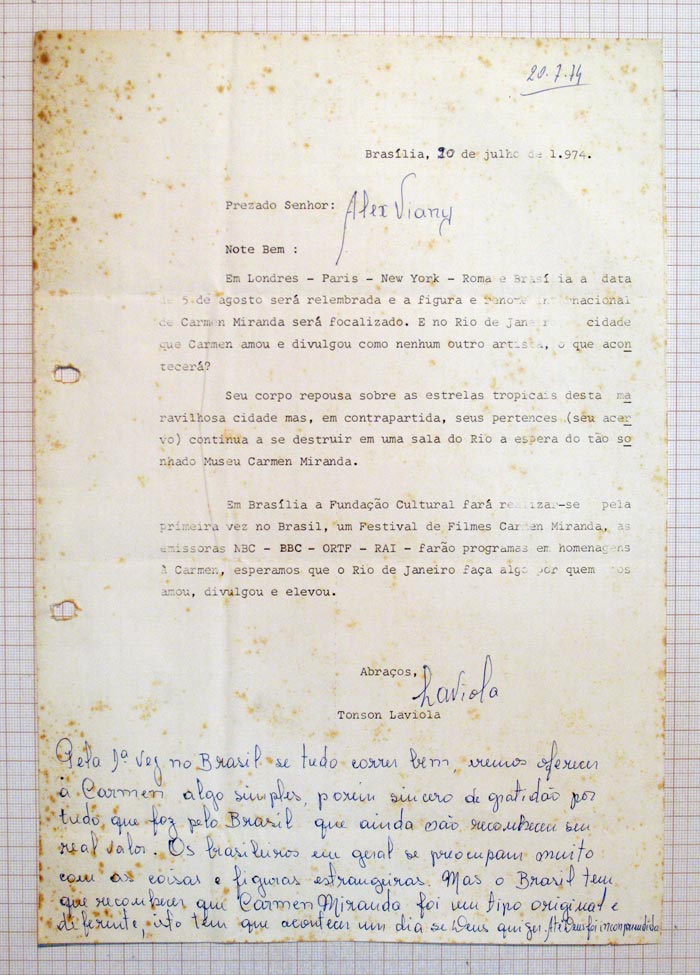 20.7.74
Brasília, 20 de julho de 1.974.
Prezado Senhor: Alex Viany
Note Bem :
Em Londres - Paris - New York - Roma e Brasília a data
de 5 de agosto será relembrada e a figura e renome internacional
de Carmen Miranda será focalizado. E no Rio de Janeiro cidade
que Carmen amou e divulgou como nenhum outro artista, o que acon
tecerá?
Seu corpo repousa sobre as estrelas tropicais desta ma
ravilhosa cidade mas, em contrapartida, seus pertences (seu acer
vo) continua a se destruir em uma sala do Rio a espera do tão so
nhado Museu Carmen Miranda.
Em Brasília a Fundação Cultural fará realizar-se pela
primeira vez no Brasil, um Festival de Filmes Carmen Miranda, as
emissoras NBC - BBC - ORTF - RAI - farão programas em homenagens
à Carmen, esperamos que o Rio de Janeiro faça algo por quem nos
amou, divulgou e elevou.
Abraços,
Laviola
Tonson Laviola
Pela 1ª vez no Brasil se tudo correr bem, iremos oferecer
à Carmen algo simples, porém sincero de gratidão por
tudo que fez pelo Brasil que ainda não reconheceu seu
real valor. Os brasileiros em geral se preocupam muito
com as coisas e figuras estrangeiras. Mas o Brasil tem
que reconhecer que Carmen Miranda foi um tipo original e
diferente, isto tem que acontecer um dia se Deus quizer. Até Deus foi incompreendido